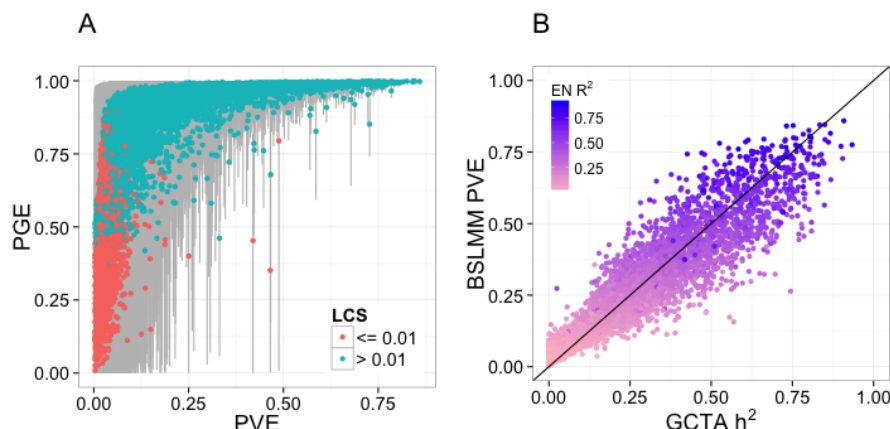 A
PGE
1.00
0.75
0.50
0.25
0.00
0.00 0.25 0.50 0.75
PVE
LCS
<= 0.01
> 0.01
B
BSLMM PVE
1.00
0.75
0.50
0.25
0.00
EN R²
0.75
0.50
0.25
0.00 0.25 0.50 0.75 1.00
GCTA h²